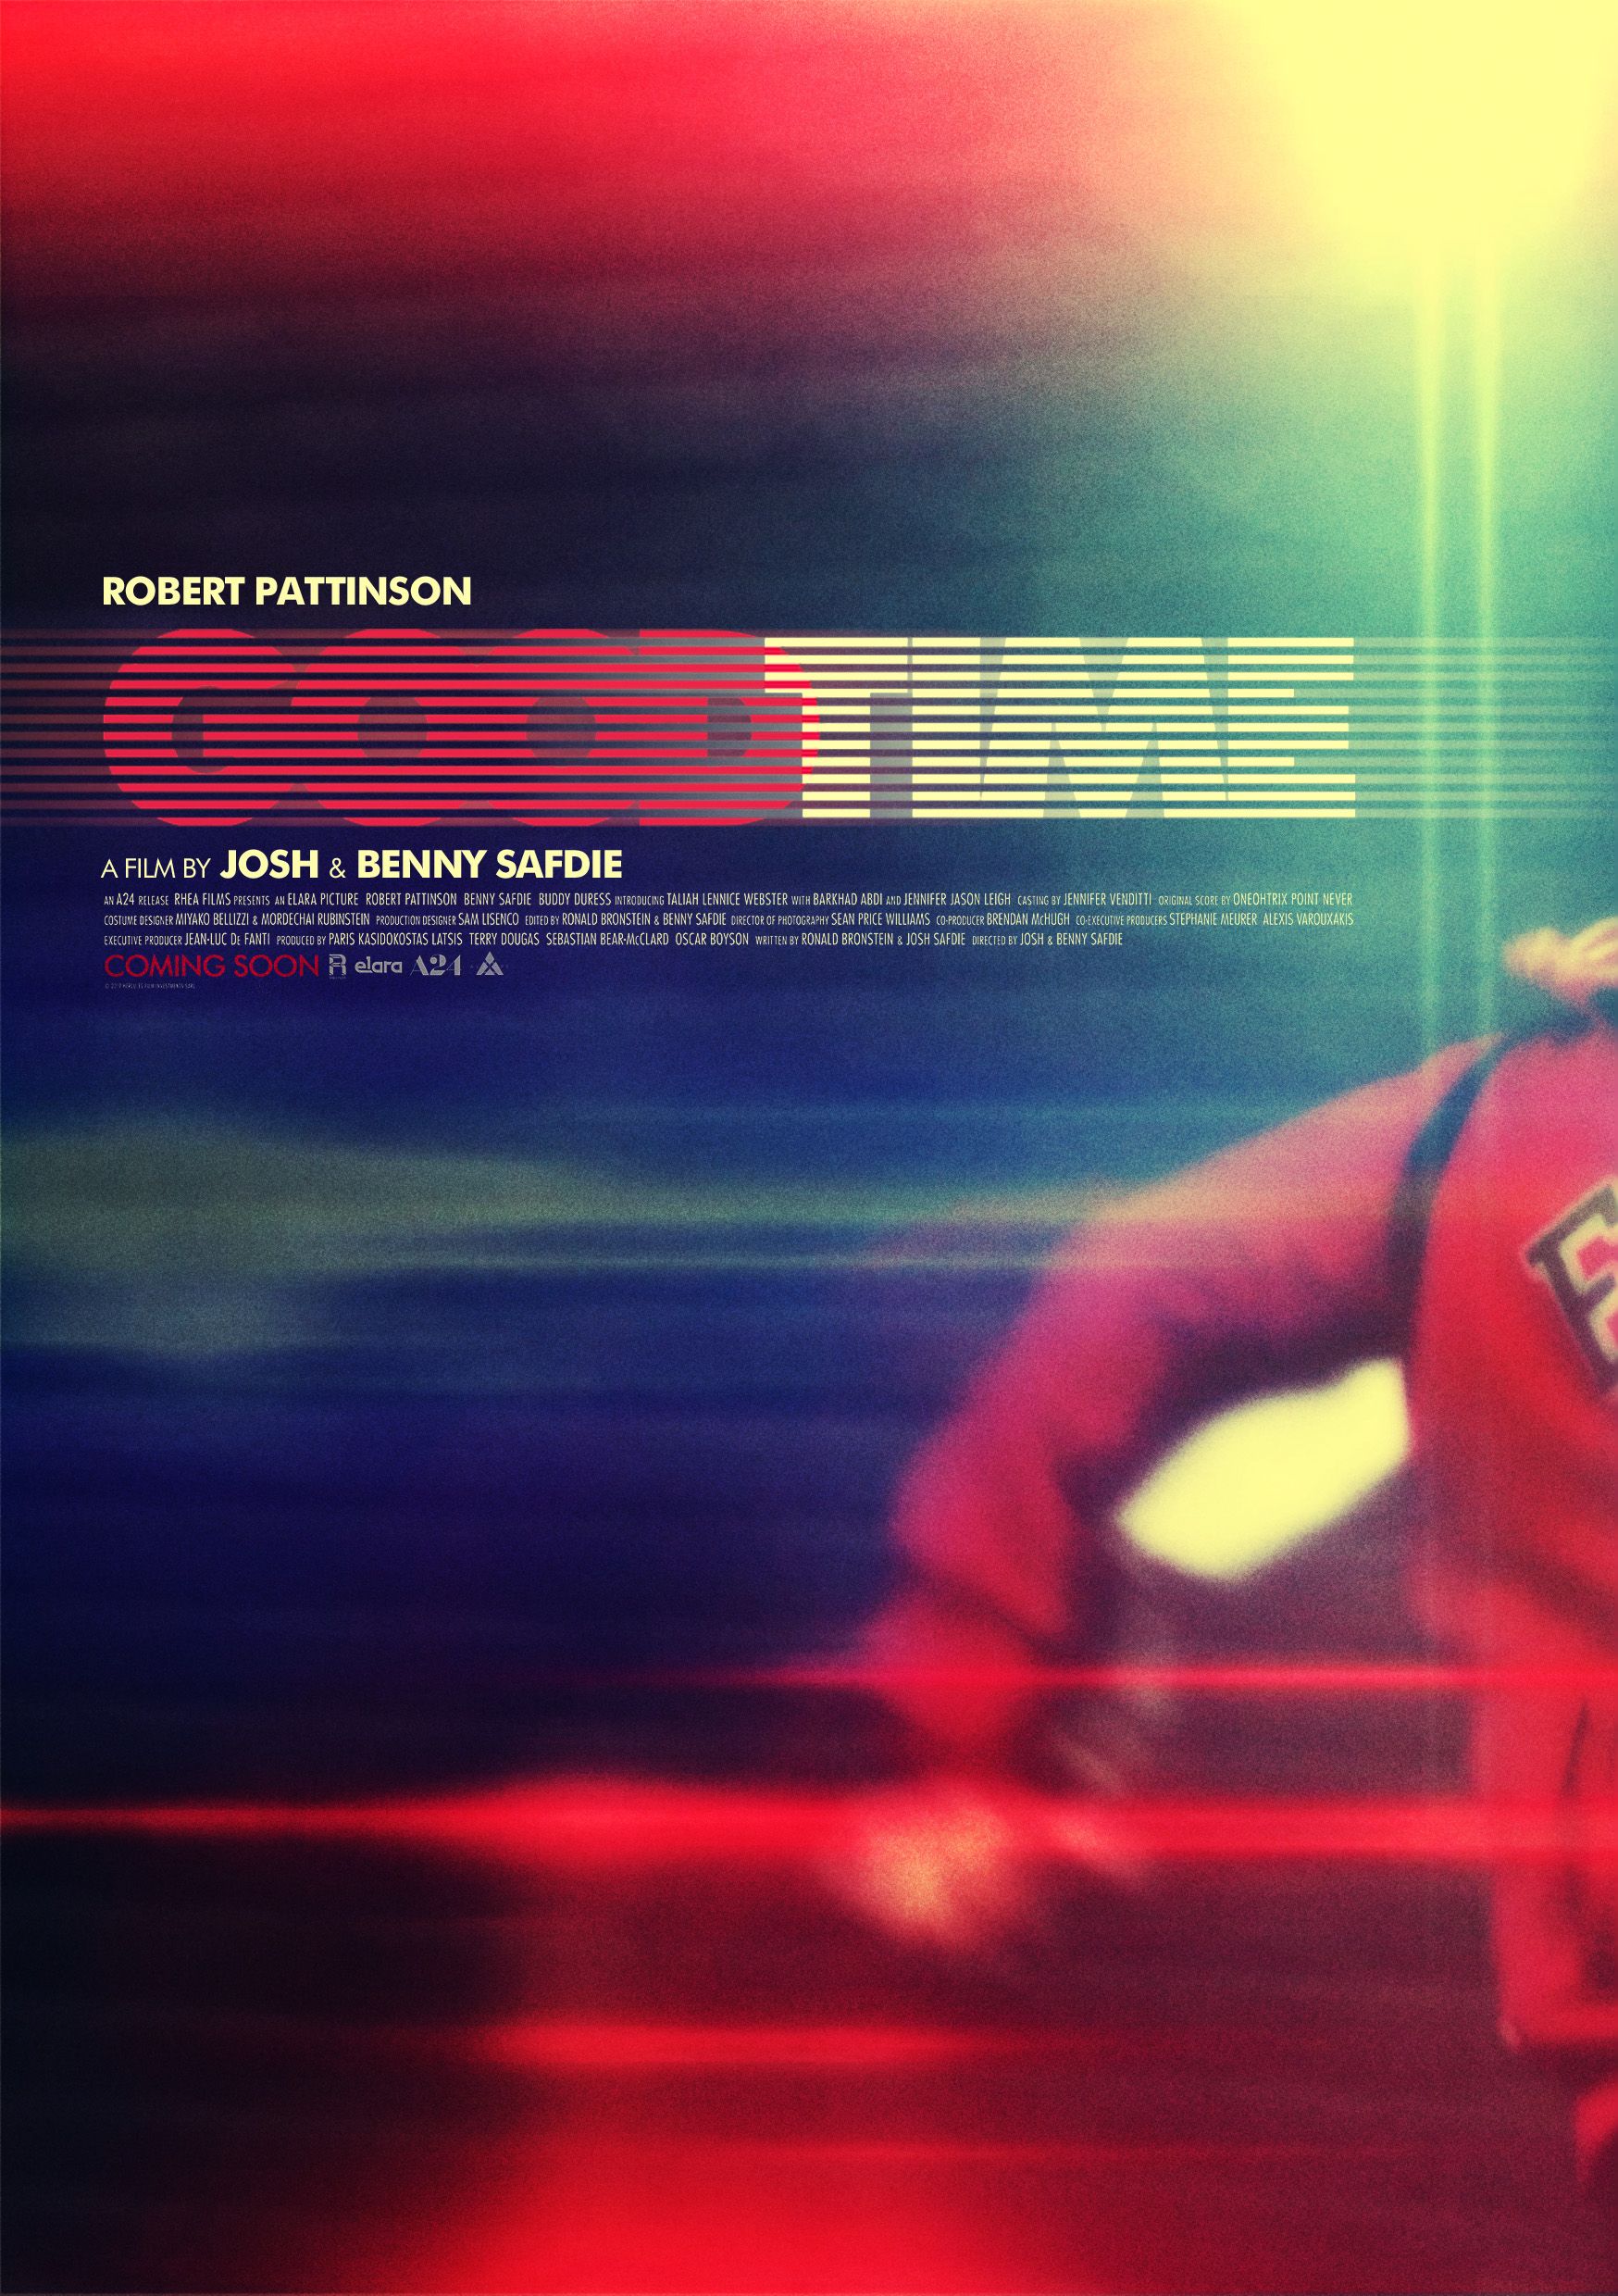 ROBERT PATTINSON
GOOD TIME
A FILM BY JOSH & BENNY SAFDIE
AN A24 RELEASE RHEA FILMS PRESENTS AN ELARA PICTURE ROBERT PATTINSON BENNY SAFDIE BUDDY DURESS INTRODUCING TALIAH LENNICE WEBSTER WITH BARKHAD ABDI AND JENNIFER JASON LEIGH CASTING BY JENNIFER VENDITTI ORIGINAL SCORE BY ONEOHTRIX POINT NEVER
COSTUME DESIGNER MIYAKO BELLIZZI & MORDECHAI RUBINSTEIN PRODUCTION DESIGNER SAM LISENCO EDITED BY RONALD BRONSTEIN & BENNY SAFDIE DIRECTOR OF PHOTOGRAPHY SEAN PRICE WILLIAMS CO-PRODUCER BRENDAN McHUGH CO-EXECUTIVE PRODUCERS STEPHANIE MEURER ALEXIS VAROUXAKIS
EXECUTIVE PRODUCER JEAN-LUC De FANTI PRODUCED BY PARIS KASIDOKOSTAS LATSIS TERRY DOUGAS SEBASTIAN BEAR-McCLARD OSCAR BOYSON WRITTEN BY RONALD BRONSTEIN & JOSH SAFDIE DIRECTED BY JOSH & BENNY SAFDIE
COMING SOON R elara A24